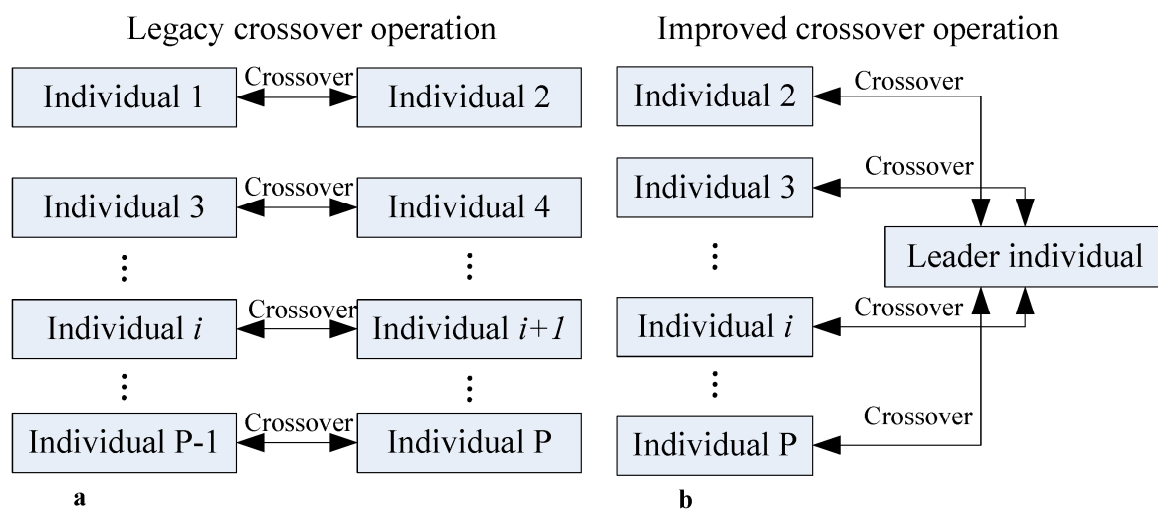 Legacy crossover operation
Individual 1
Crossover
Individual 2
Individual 3
Crossover
Individual 4
Individual i
Crossover
Individual i+1
Individual P-1
Crossover
Individual P
a
Improved crossover operation
Individual 2
Crossover
Individual 3
Crossover
Leader individual
Individual i
Crossover
Individual P
Crossover
b